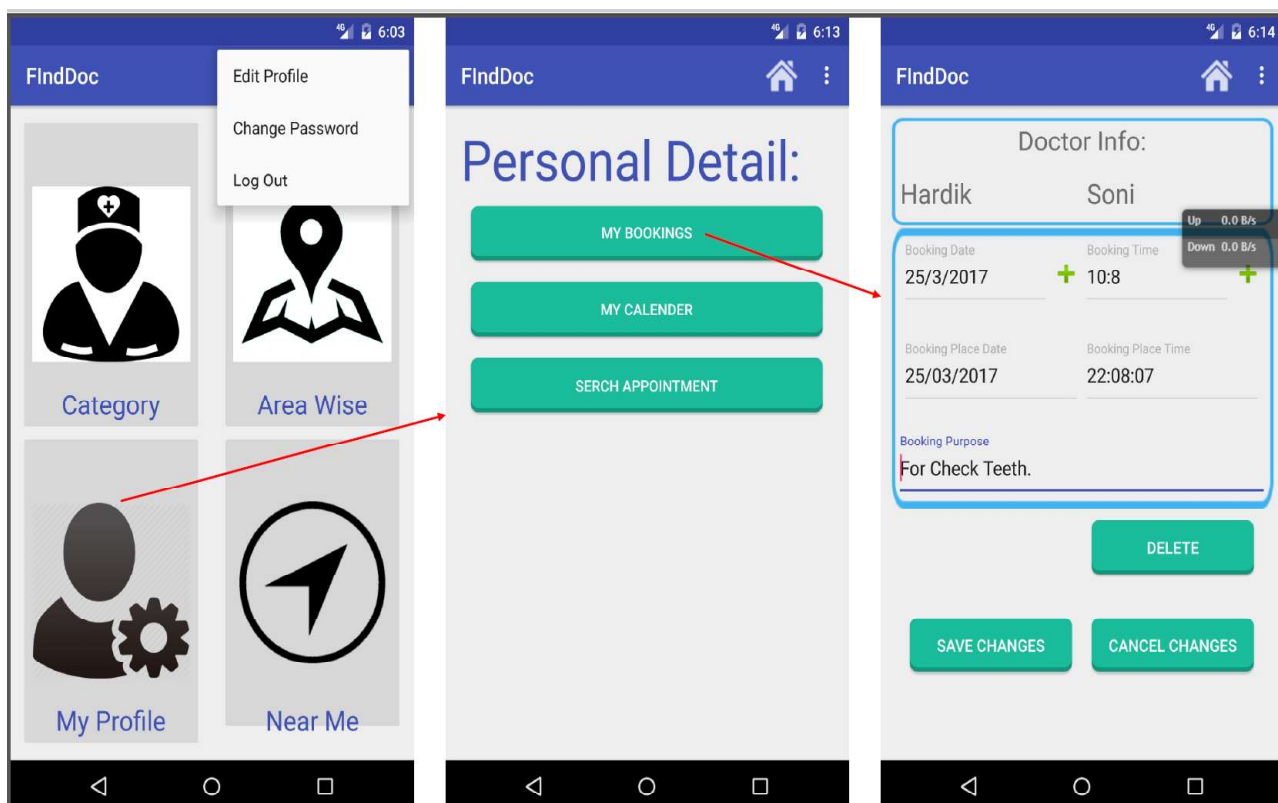 4G 6:03
FIndDoc
Edit Profile
Change Password
Log Out
Category
Area Wise
My Profile
Near Me
4G 6:13
FIndDoc
Personal Detail:
MY BOOKINGS
MY CALENDER
SERCH APPOINTMENT
4G 6:14
FIndDoc
Doctor Info:
Hardik Soni
Up 0.0 B/s
Down 0.0 B/s
Booking Date Booking Time
25/3/2017 10:8
Booking Place Date Booking Place Time
25/03/2017 22:08:07
Booking Purpose
For Check Teeth.
DELETE
SAVE CHANGES CANCEL CHANGES